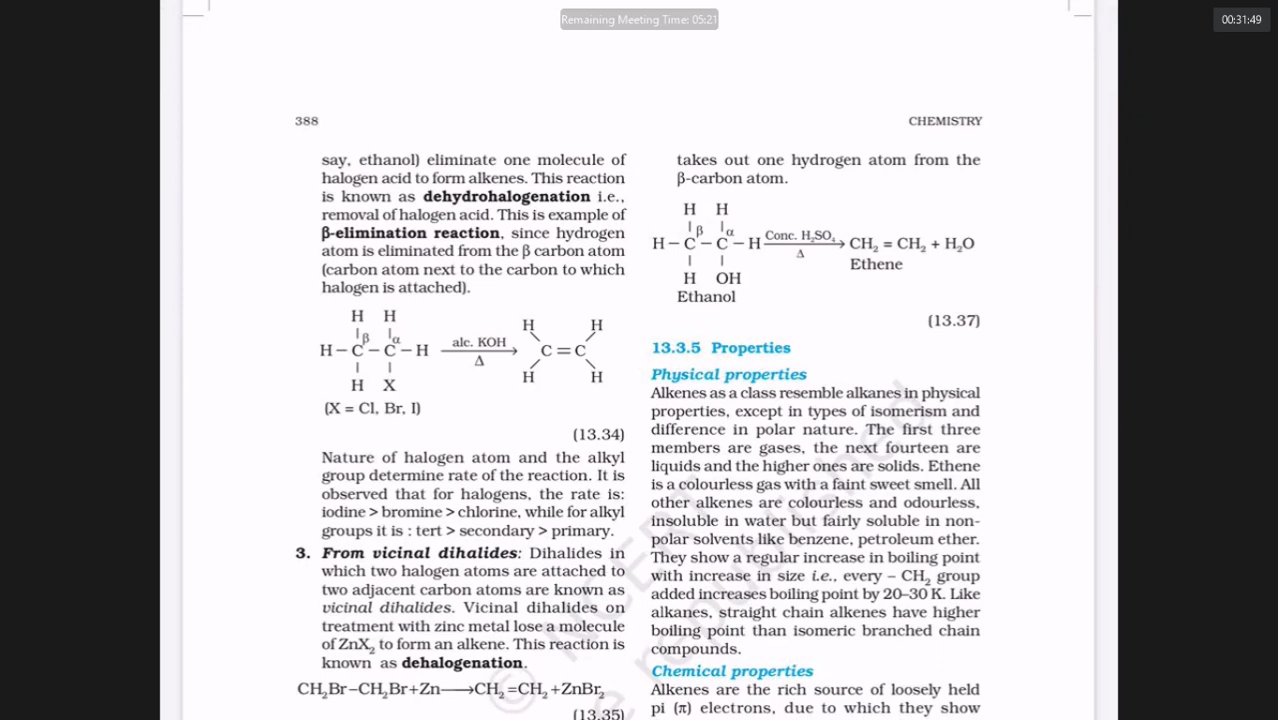 Remaining Meeting Time: 05:21
00:31:49
388
CHEMISTRY
say, ethanol) eliminate one molecule of
halogen acid to form alkenes. This reaction
is known as dehydrohalogenation i.e.,
removal of halogen acid. This is example of
β-elimination reaction, since hydrogen
atom is eliminated from the β carbon atom
(carbon atom next to the carbon to which
halogen is attached).
H H
| β | α
H – C – C – H alc. KOH Δ → H H C = C H H
| |
H X
(X = Cl, Br, I)
(13.34)
Nature of halogen atom and the alkyl
group determine rate of the reaction. It is
observed that for halogens, the rate is:
iodine > bromine > chlorine, while for alkyl
groups it is : tert > secondary > primary.
3. From vicinal dihalides: Dihalides in
which two halogen atoms are attached to
two adjacent carbon atoms are known as
vicinal dihalides. Vicinal dihalides on
treatment with zinc metal lose a molecule
of ZnX₂ to form an alkene. This reaction is
known as dehalogenation.
CH₂Br–CH₂Br+Zn⟶CH₂=CH₂+ZnBr₂
(13.35)
takes out one hydrogen atom from the
β-carbon atom.
H H
| β | α
H – C – C – H Conc. H₂SO₄ Δ → CH₂ = CH₂ + H₂O
| | Ethene
H OH
Ethanol
(13.37)
13.3.5 Properties
Physical properties
Alkenes as a class resemble alkanes in physical
properties, except in types of isomerism and
difference in polar nature. The first three
members are gases, the next fourteen are
liquids and the higher ones are solids. Ethene
is a colourless gas with a faint sweet smell. All
other alkenes are colourless and odourless,
insoluble in water but fairly soluble in non-
polar solvents like benzene, petroleum ether.
They show a regular increase in boiling point
with increase in size i.e., every – CH₂ group
added increases boiling point by 20–30 K. Like
alkanes, straight chain alkenes have higher
boiling point than isomeric branched chain
compounds.
Chemical properties
Alkenes are the rich source of loosely held
pi (π) electrons, due to which they show
© NCERT
be republished